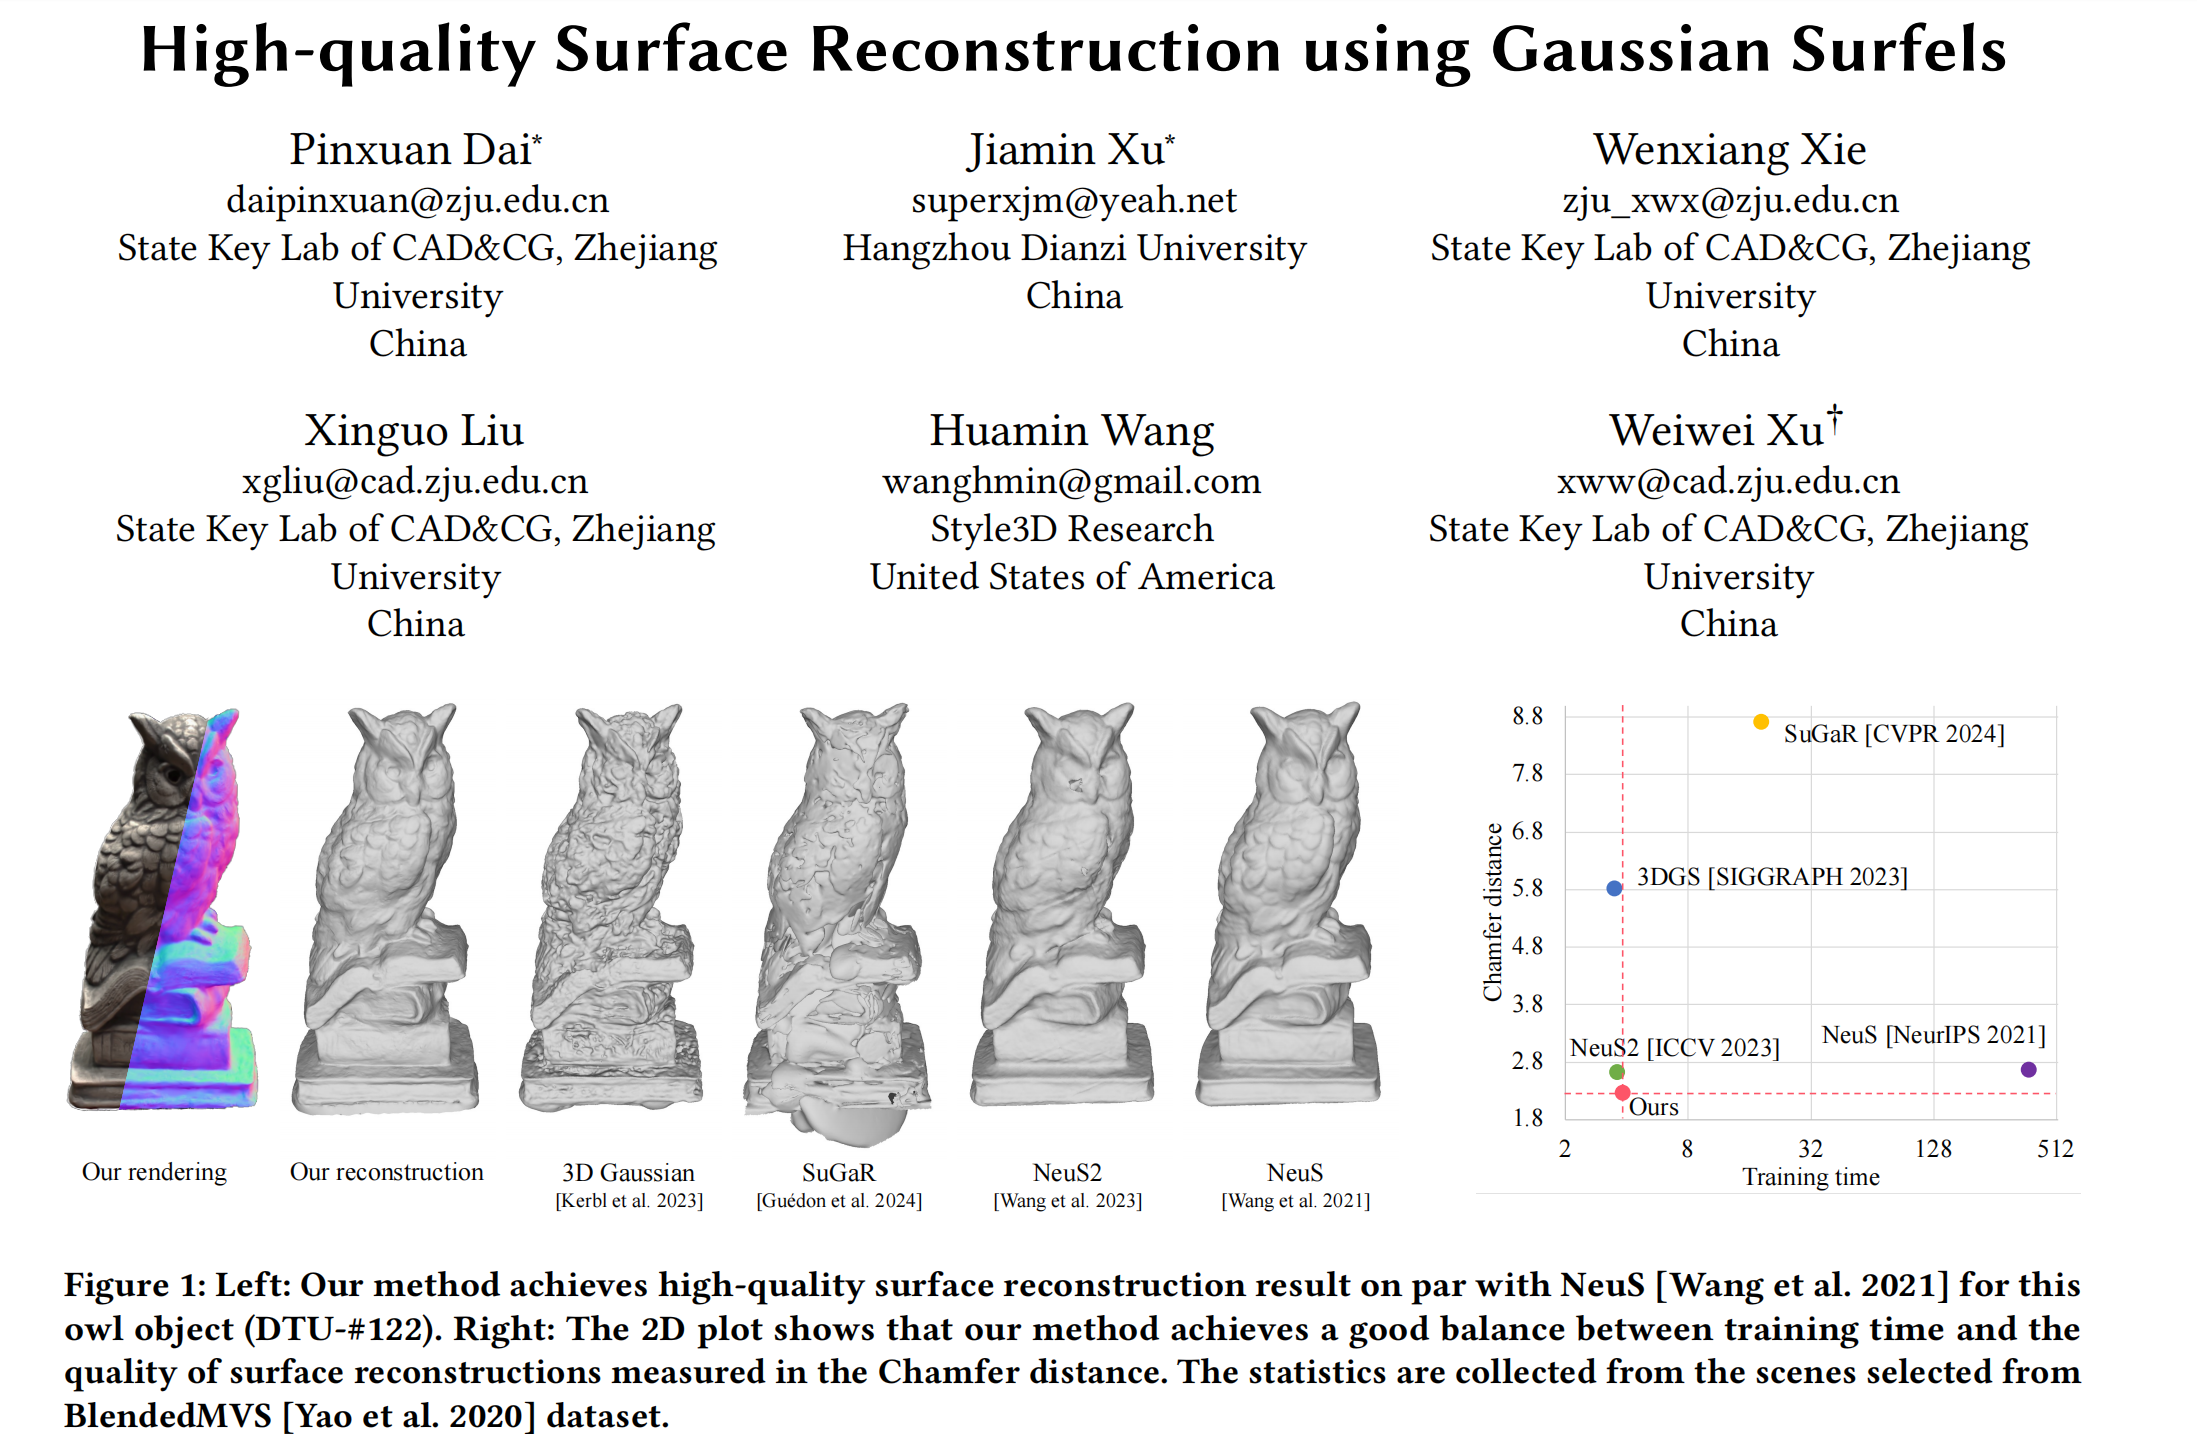 High-quality Surface Reconstruction using Gaussian Surfels
Pinxuan Dai*
daipinxuan@zju.edu.cn
State Key Lab of CAD&CG, Zhejiang
University
China
Jiamin Xu*
superxjm@yeah.net
Hangzhou Dianzi University
China
Wenxiang Xie
zju_xwx@zju.edu.cn
State Key Lab of CAD&CG, Zhejiang
University
China
Xinguo Liu
xgliu@cad.zju.edu.cn
State Key Lab of CAD&CG, Zhejiang
University
China
Huamin Wang
wanghmin@gmail.com
Style3D Research
United States of America
Weiwei Xu†
xww@cad.zju.edu.cn
State Key Lab of CAD&CG, Zhejiang
University
China
Our rendering
Our reconstruction
3D Gaussian
[Kerbl et al. 2023]
SuGaR
[Guédon et al. 2024]
NeuS2
[Wang et al. 2023]
NeuS
[Wang et al. 2021]
Chamfer distance
8.8
7.8
6.8
5.8
4.8
3.8
2.8
1.8
SuGaR [CVPR 2024]
3DGS [SIGGRAPH 2023]
NeuS [NeurIPS 2021]
NeuS2 [ICCV 2023]
Ours
2 8 32 128 512
Training time
Figure 1: Left: Our method achieves high-quality surface reconstruction result on par with NeuS [Wang et al. 2021] for this
owl object (DTU-#122). Right: The 2D plot shows that our method achieves a good balance between training time and the
quality of surface reconstructions measured in the Chamfer distance. The statistics are collected from the scenes selected from
BlendedMVS [Yao et al. 2020] dataset.